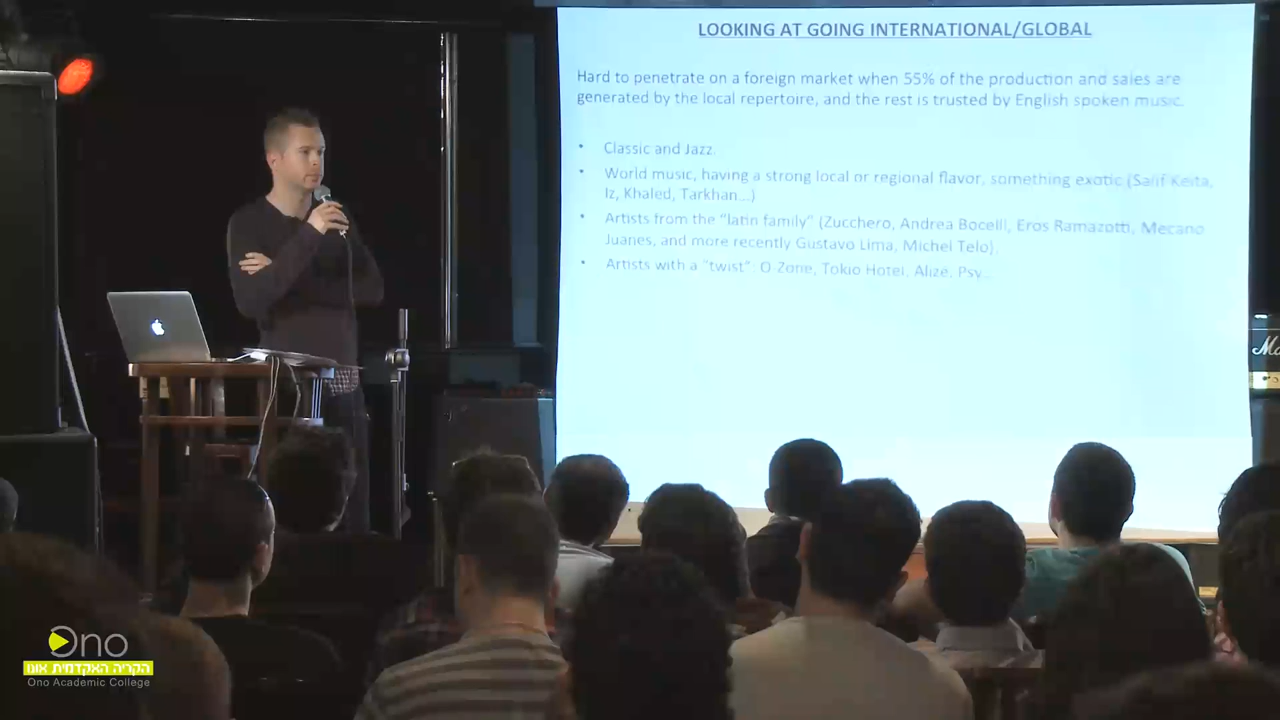 LOOKING AT GOING INTERNATIONAL/GLOBAL
Hard to penetrate on a foreign market when 55% of the production and sales are
generated by the local repertoire, and the rest is trusted by English spoken music.
• Classic and Jazz.
• World music, having a strong local or regional flavor, something exotic (Salif Keita,
Iz, Khaled, Tarkhan...)
• Artists from the "latin family" (Zucchero, Andrea Bocelli, Eros Ramazotti, Mecano
Juanes, and more recently Gustavo Lima, Michel Telo).
• Artists with a "twist": O-Zone, Tokio Hotel, Alize, Psy...
Ono
הקריה האקדמית אונו
Ono Academic College